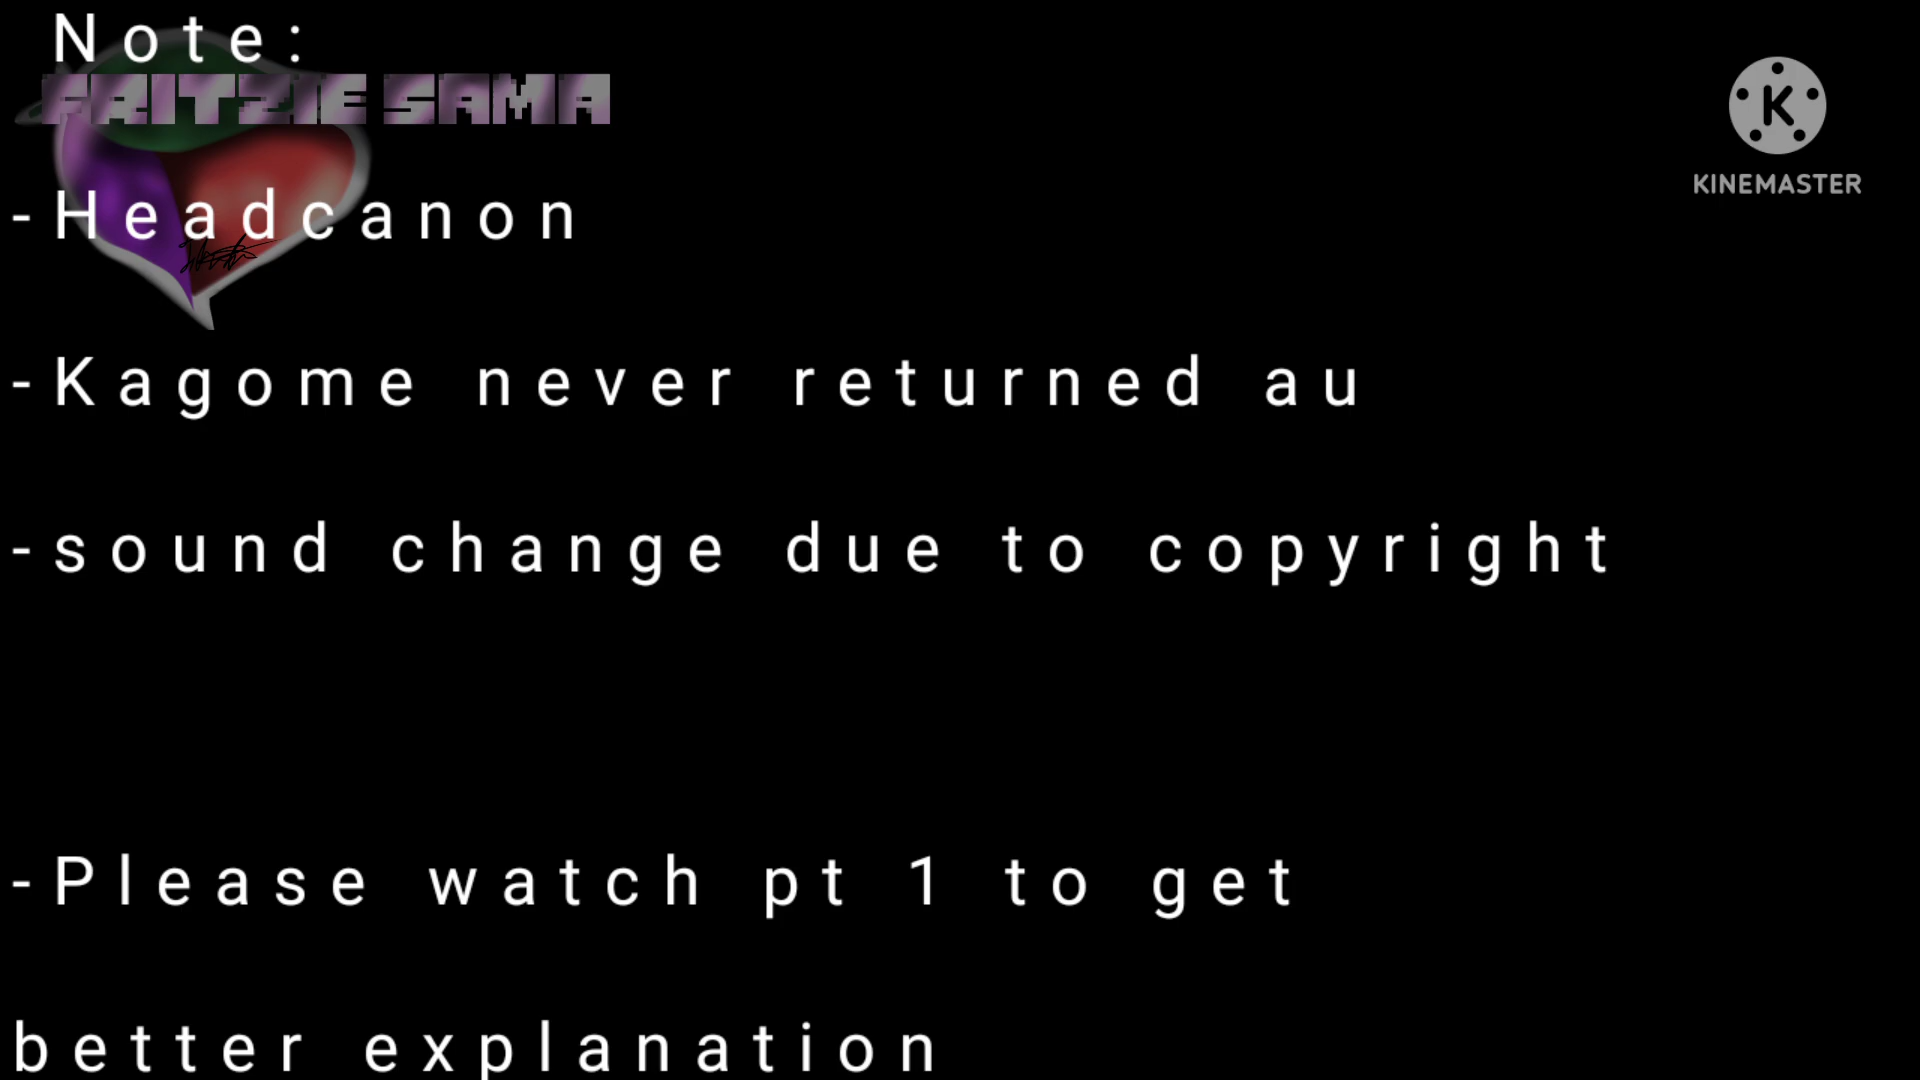 Note:
FRITZIE SAMA
-Headcanon
-Kagome never returned au
-sound change due to copyright
-Please watch pt 1 to get
better explanation
K
KINEMASTER